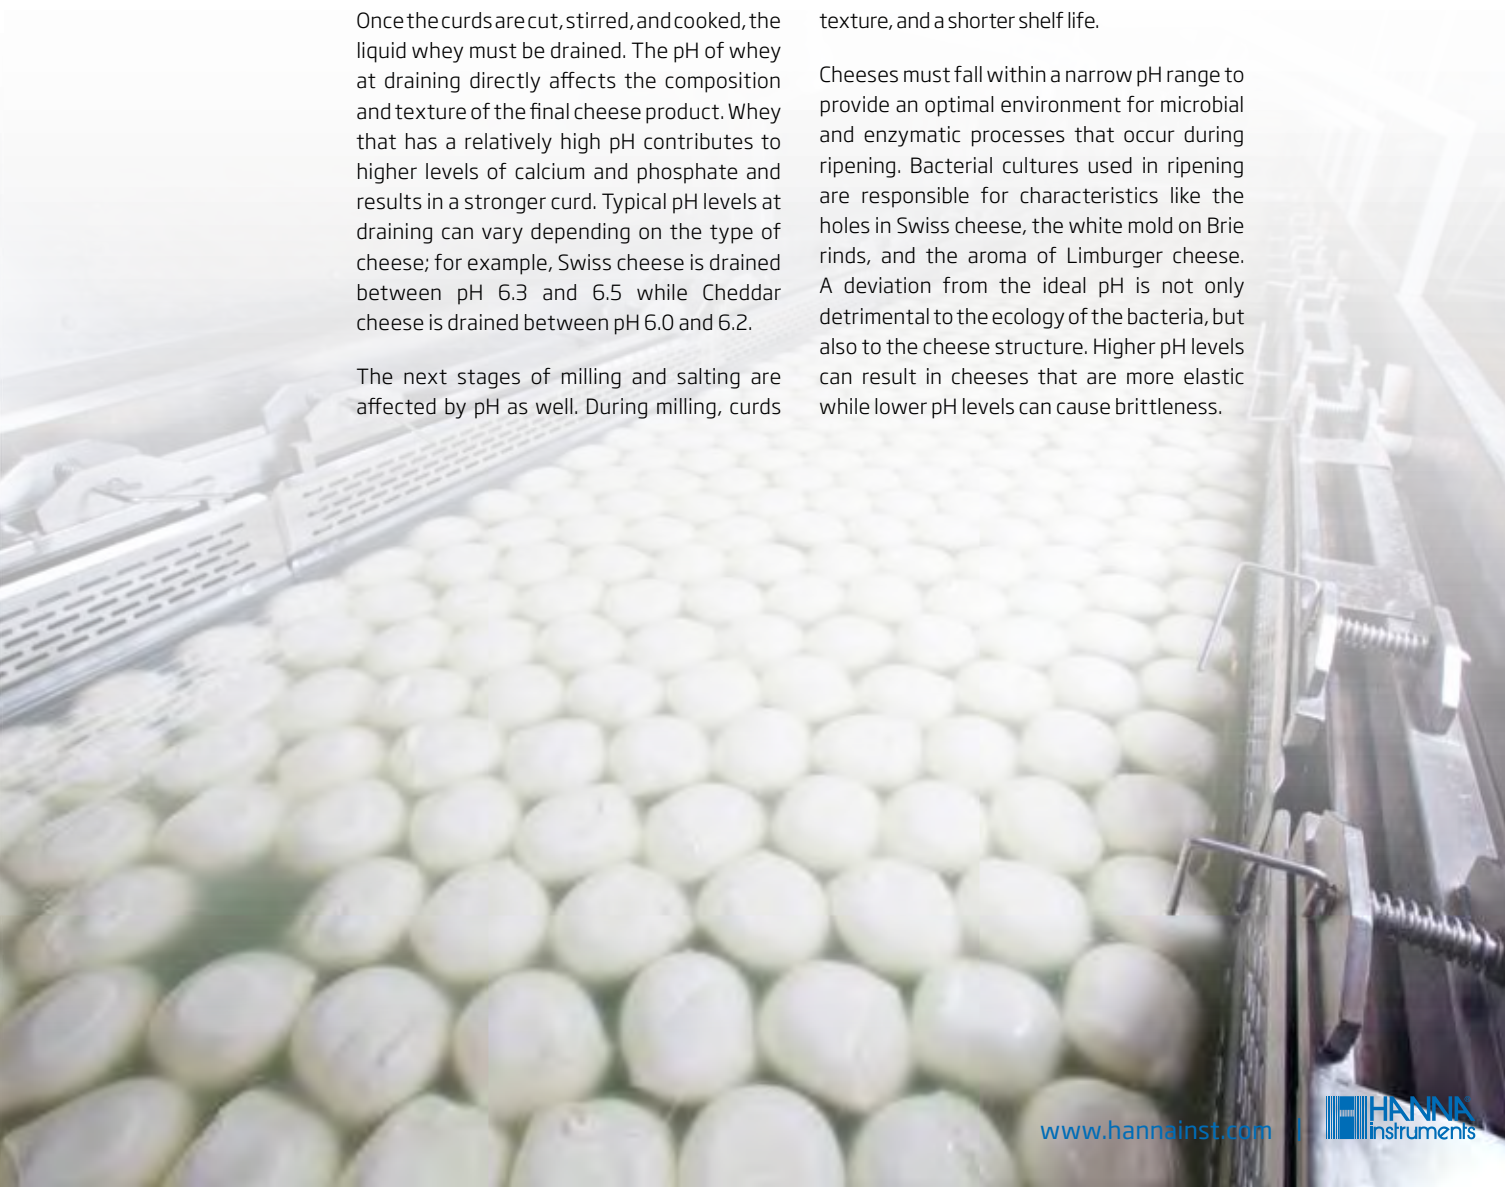 Once the curds are cut, stirred, and cooked, the
liquid whey must be drained. The pH of whey
at draining directly affects the composition
and texture of the final cheese product. Whey
that has a relatively high pH contributes to
higher levels of calcium and phosphate and
results in a stronger curd. Typical pH levels at
draining can vary depending on the type of
cheese; for example, Swiss cheese is drained
between pH 6.3 and 6.5 while Cheddar
cheese is drained between pH 6.0 and 6.2.
The next stages of milling and salting are
affected by pH as well. During milling, curds
texture, and a shorter shelf life.
Cheeses must fall within a narrow pH range to
provide an optimal environment for microbial
and enzymatic processes that occur during
ripening. Bacterial cultures used in ripening
are responsible for characteristics like the
holes in Swiss cheese, the white mold on Brie
rinds, and the aroma of Limburger cheese.
A deviation from the ideal pH is not only
detrimental to the ecology of the bacteria, but
also to the cheese structure. Higher pH levels
can result in cheeses that are more elastic
while lower pH levels can cause brittleness.
www.hannainst.com |
HANNA
instruments